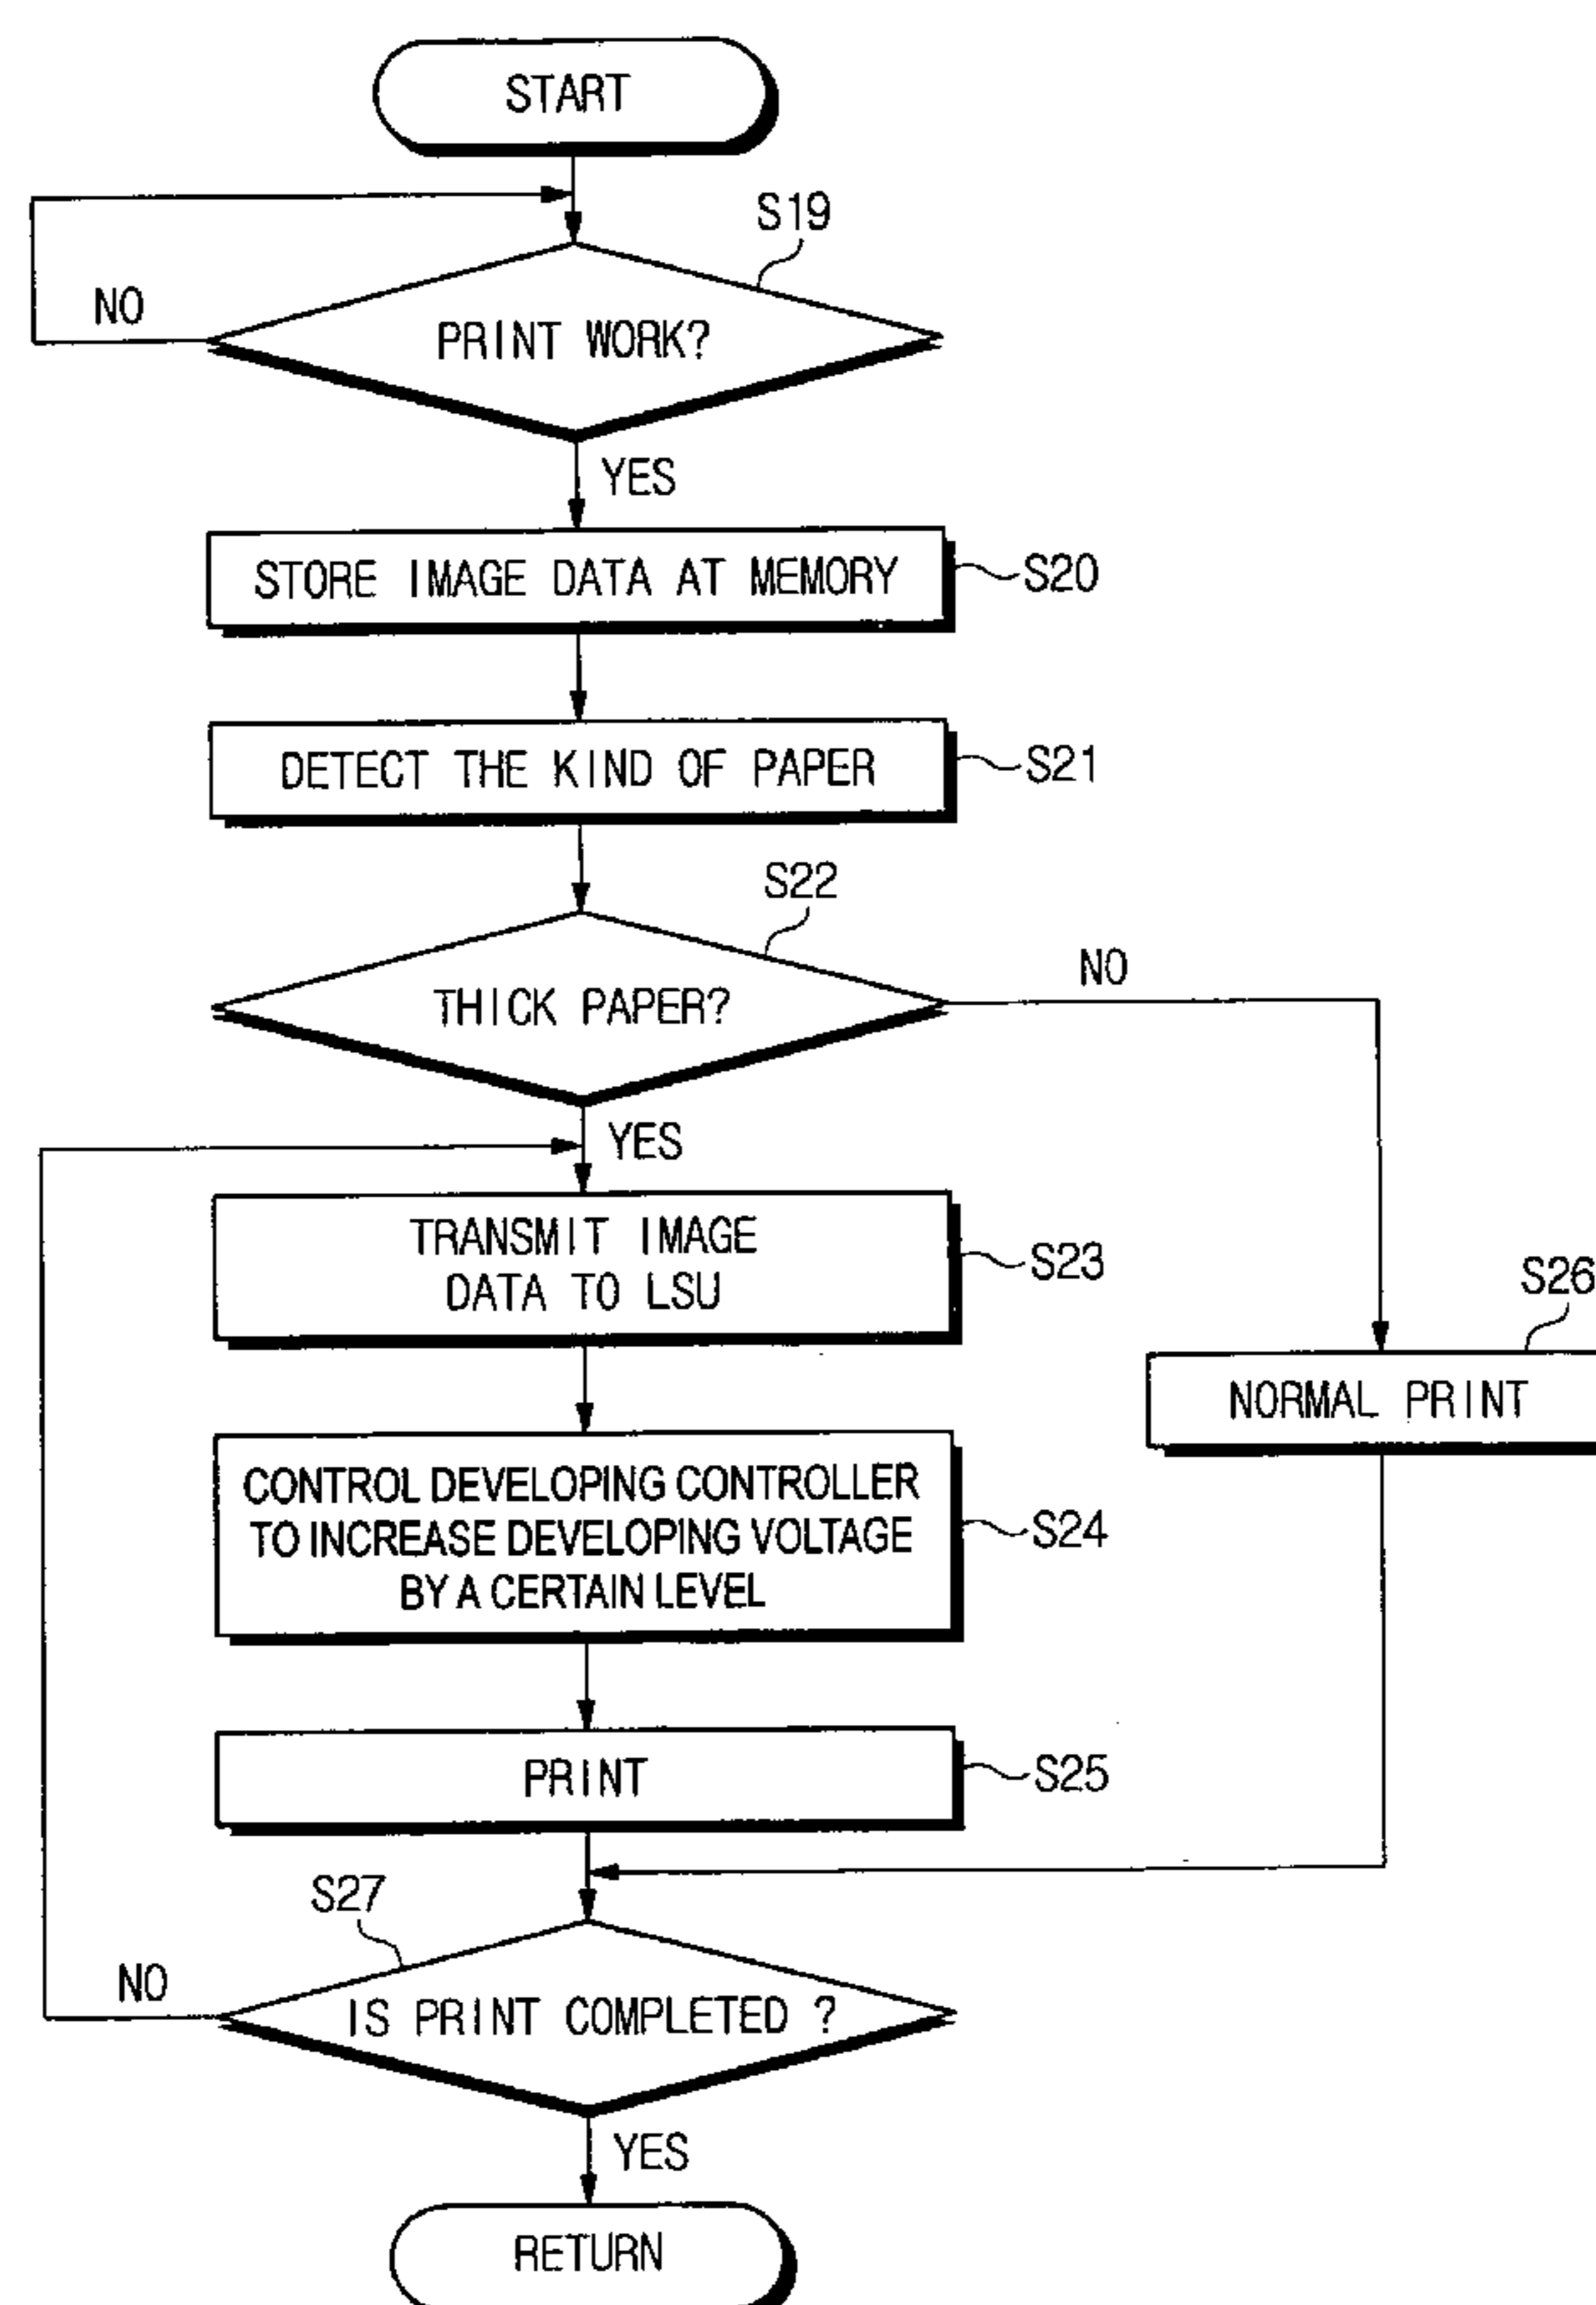 START
S19
NO
PRINT WORK?
YES
STORE IMAGE DATA AT MEMORY
S20
DETECT THE KIND OF PAPER
S21
S22
NO
THICK PAPER?
YES
TRANSMIT IMAGE
DATA TO LSU
S23
S26
NORMAL PRINT
CONTROL DEVELOPING CONTROLLER
TO INCREASE DEVELOPING VOLTAGE
BY A CERTAIN LEVEL
S24
PRINT
S25
S27
NO
IS PRINT COMPLETED ?
YES
RETURN